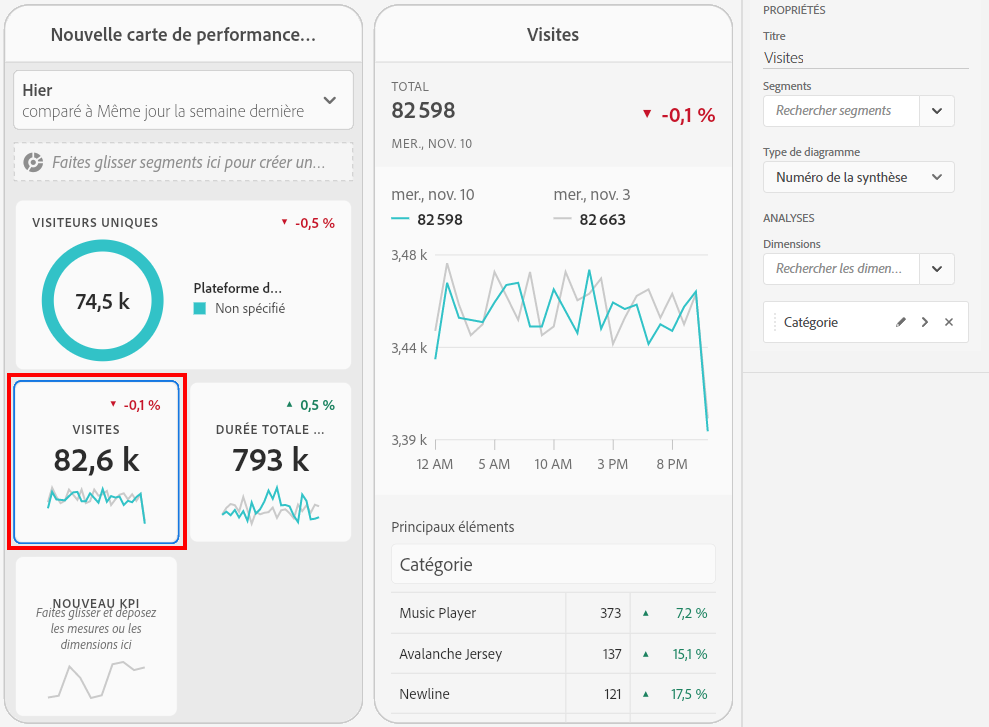 Nouvelle carte de performance...
Hier
comparé à Même jour la semaine dernière
Faites glisser segments ici pour créer un...
VISITEURS UNIQUES
▼ -0,5 %
74,5 k
Plateforme d...
Non spécifié
▼ -0,1 %
VISITES
82,6 k
▲ 0,5 %
DURÉE TOTALE ...
793 k
NOUVEAU KPI
Faites glisser et déposez
les mesures ou les
dimensions ici
Visites
TOTAL
82 598
▼ -0,1 %
MER., NOV. 10
mer., nov. 10
82 598
mer., nov. 3
82 663
3,48 k
3,44 k
3,39 k
12 AM 5 AM 10 AM 3 PM 8 PM
Principaux éléments
Catégorie
Music Player 373 ▲ 7,2 %
Avalanche Jersey 137 ▲ 15,1 %
Newline 121 ▲ 17,5 %
PROPRIÉTÉS
Titre
Visites
Segments
Rechercher segments
Type de diagramme
Numéro de la synthèse
ANALYSES
Dimensions
Rechercher les dimen...
Catégorie